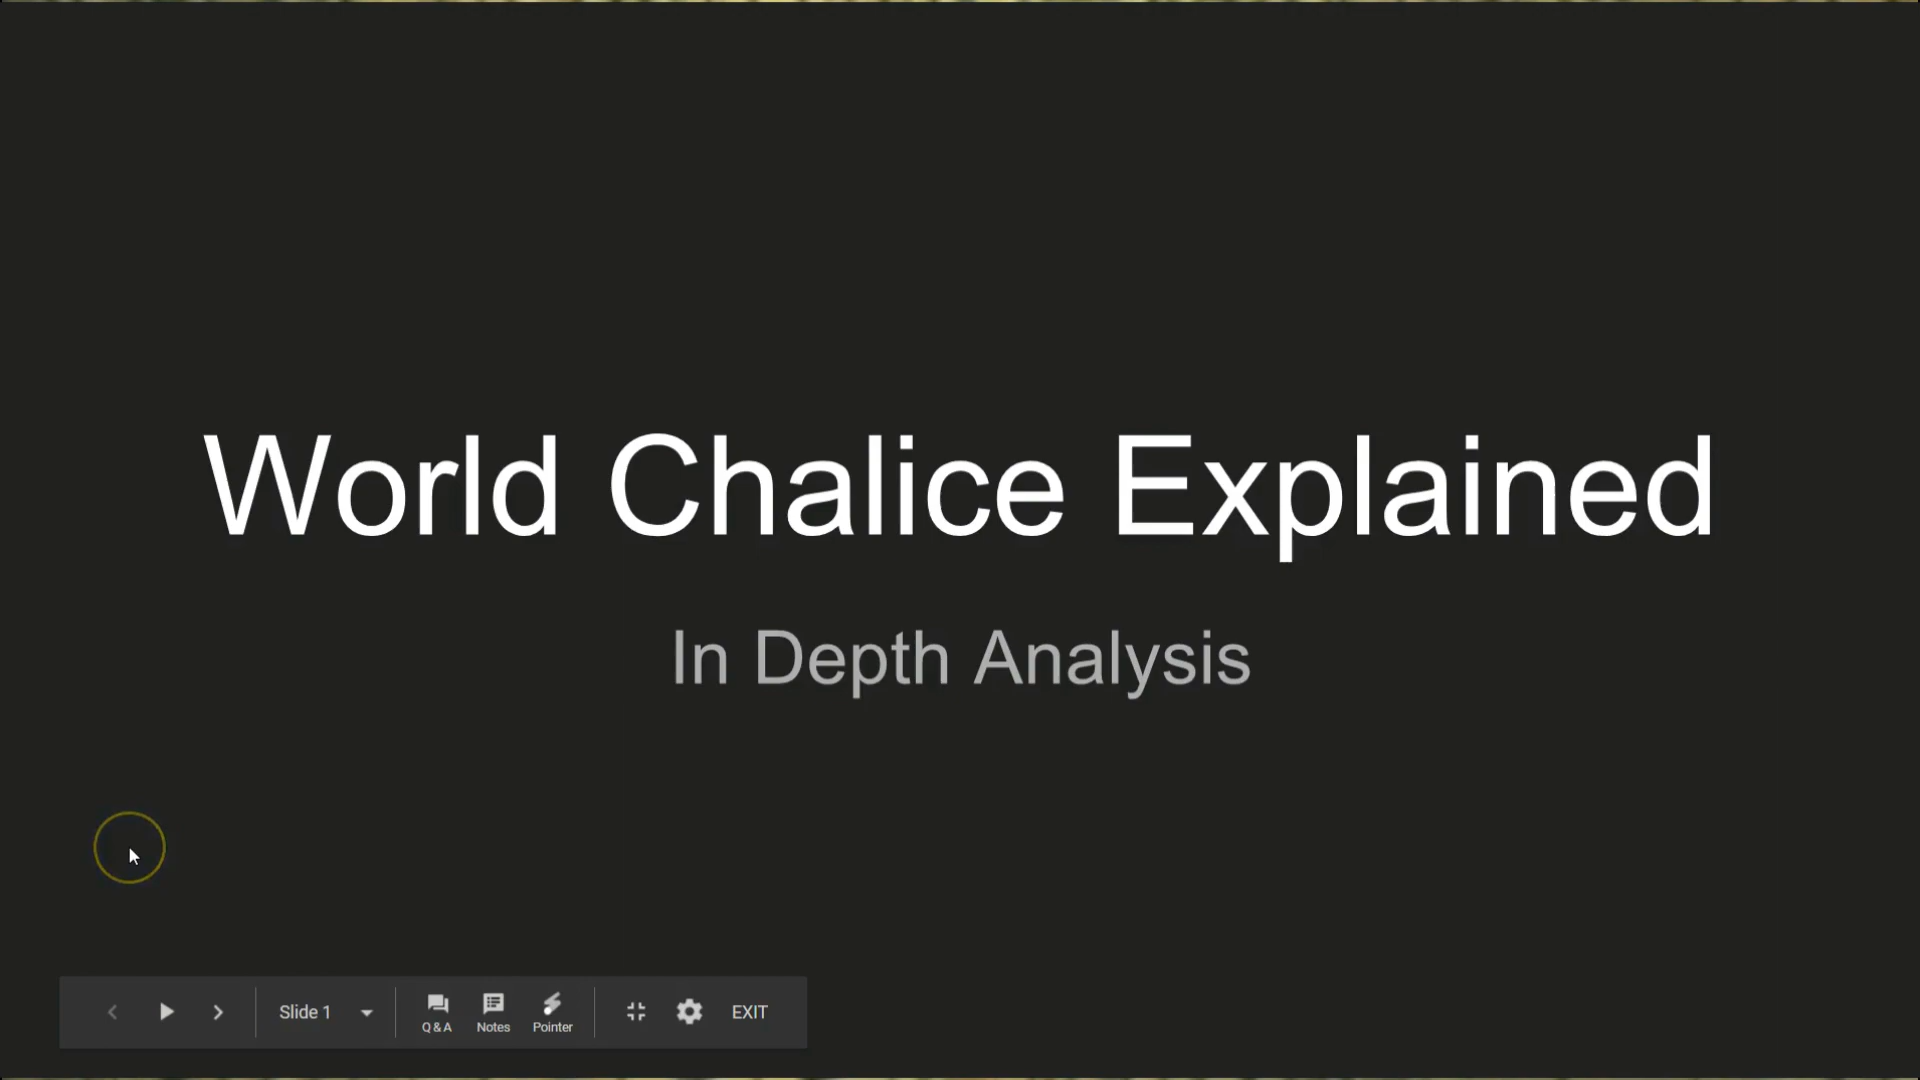 World Chalice Explained
In Depth Analysis
Slide 1
Q & A
Notes
Pointer
EXIT